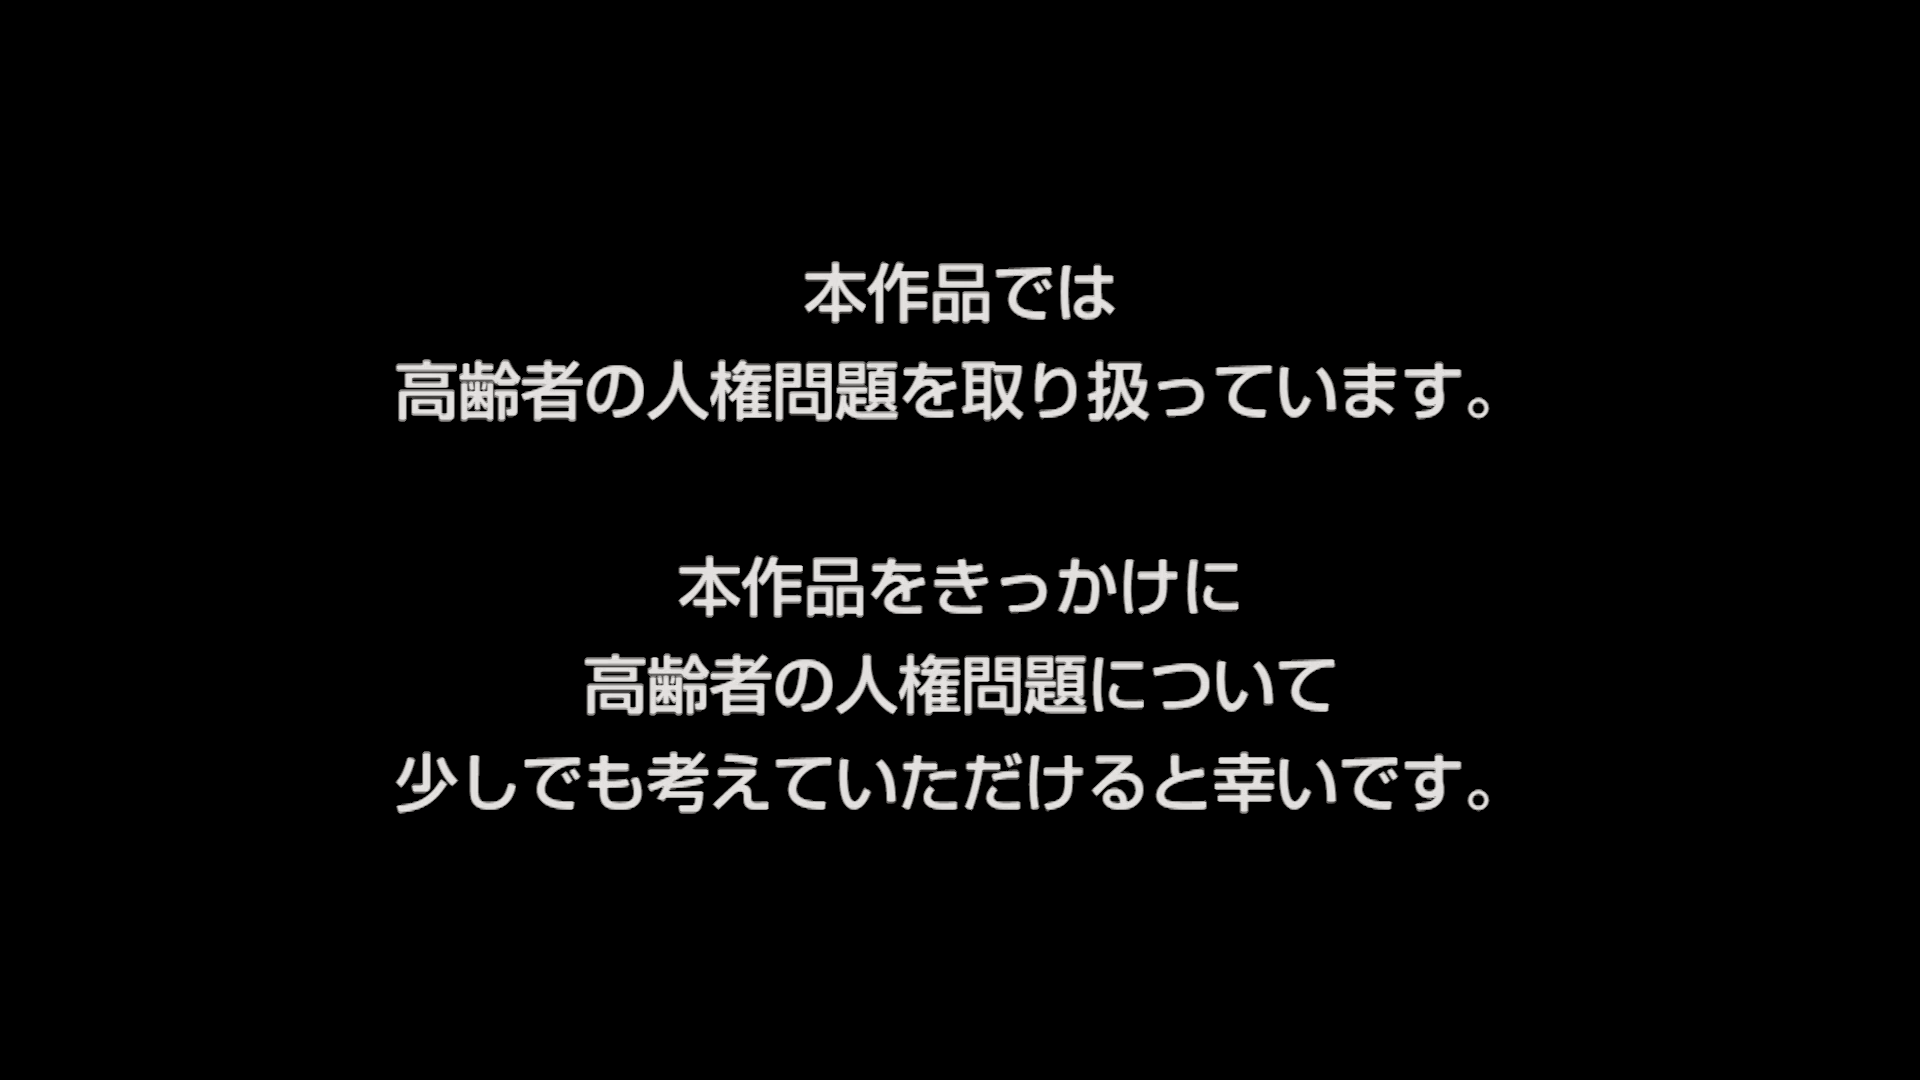 本作品では
高齢者の人権問題を取り扱っています。
本作品をきっかけに
高齢者の人権問題について
少しでも考えていただけると幸いです。